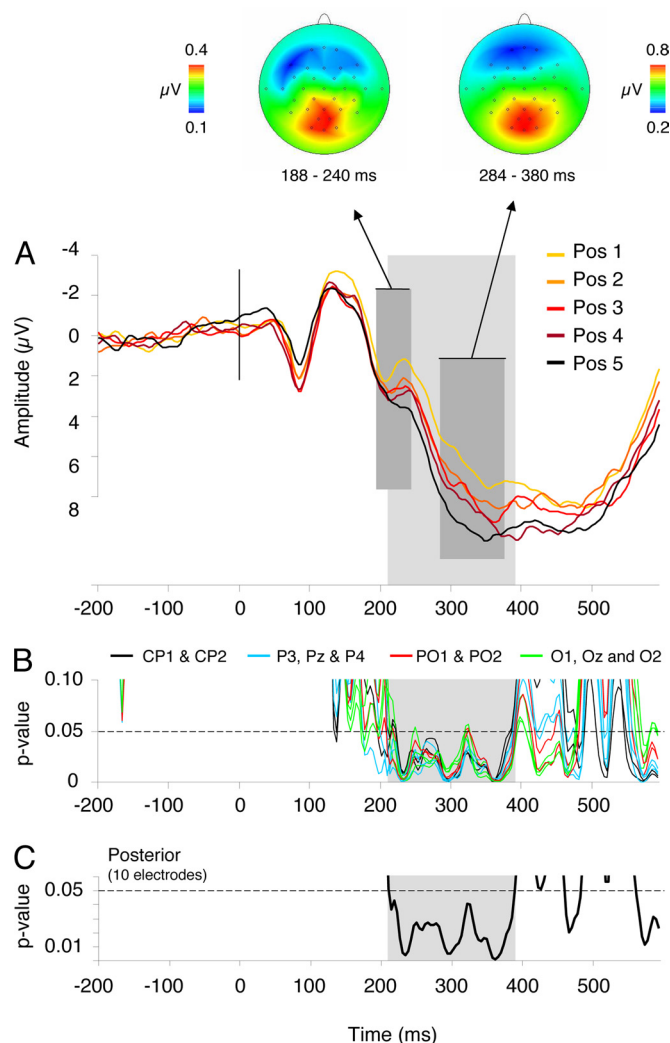 0.4
µV
0.1
0.8
µV
0.2
188 - 240 ms
284 - 380 ms
A
-4
-2
0
2
4
6
8
Amplitude (µV)
Pos 1
Pos 2
Pos 3
Pos 4
Pos 5
-200 -100 0 100 200 300 400 500
B
CP1 & CP2 P3, Pz & P4 PO1 & PO2 O1, Oz and O2
0.10
0.05
0
p-value
-200 -100 0 100 200 300 400 500
C
Posterior
(10 electrodes)
0.05
0.01
p-value
-200 -100 0 100 200 300 400 500
Time (ms)